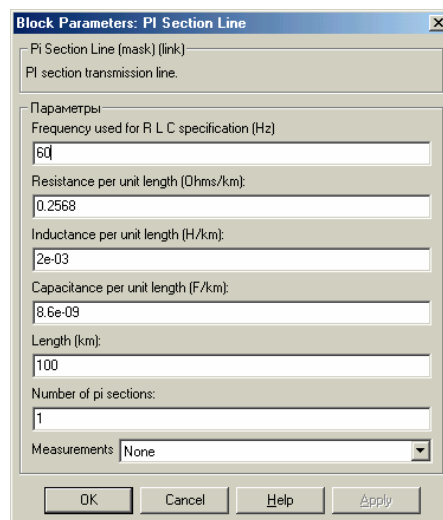 Block Parameters: PI Section Line
Pi Section Line (mask) (link)
PI section transmission line.
Параметры
Frequency used for R L C specification (Hz)
60
Resistance per unit length (Ohms/km):
0.2568
Inductance per unit length (H/km):
2e-03
Capacitance per unit length (F/km):
8.6e-09
Length (km):
100
Number of pi sections:
1
Measurements None
OK Cancel Help Apply